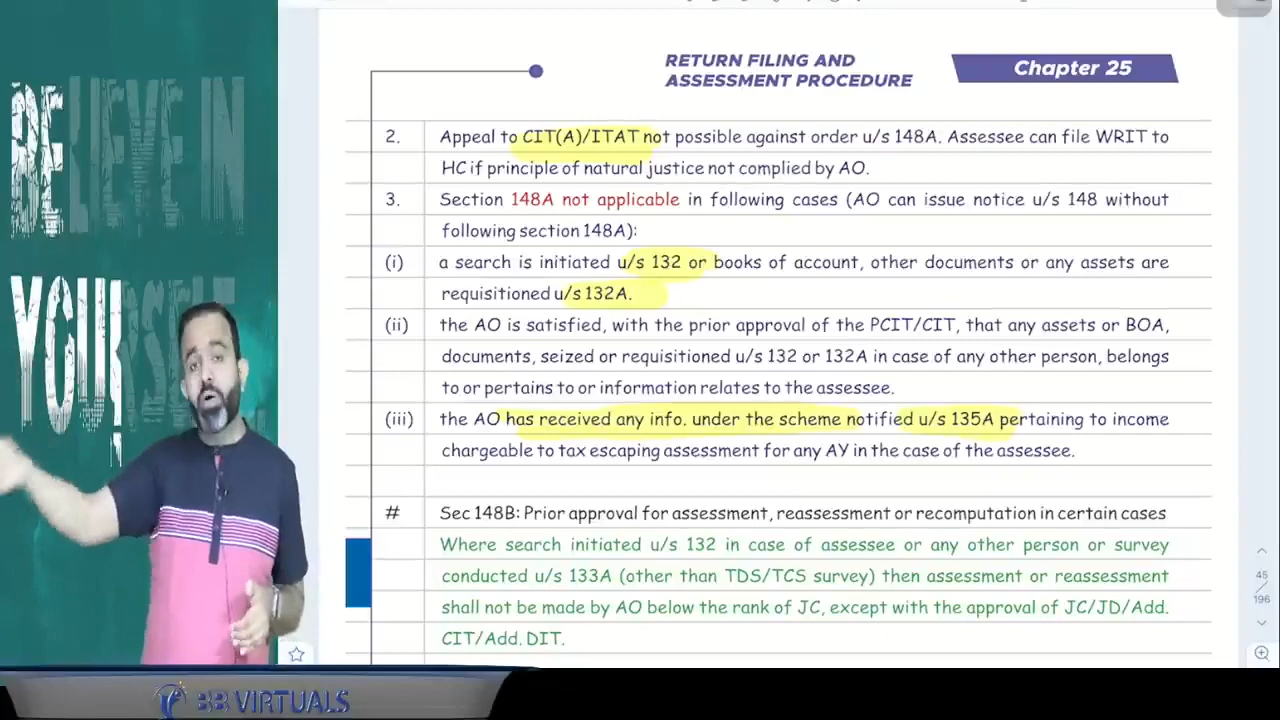 BELIEVE IN
YOURSELF
RETURN FILING AND
ASSESSMENT PROCEDURE
Chapter 25
2. Appeal to CIT(A)/ITAT not possible against order u/s 148A. Assessee can file WRIT to
HC if principle of natural justice not complied by AO.
3. Section 148A not applicable in following cases (AO can issue notice u/s 148 without
following section 148A):
(i) a search is initiated u/s 132 or books of account, other documents or any assets are
requisitioned u/s 132A.
(ii) the AO is satisfied, with the prior approval of the PCIT/CIT, that any assets or BOA,
documents, seized or requisitioned u/s 132 or 132A in case of any other person, belongs
to or pertains to or information relates to the assessee.
(iii) the AO has received any info. under the scheme notified u/s 135A pertaining to income
chargeable to tax escaping assessment for any AY in the case of the assessee.
# Sec 148B: Prior approval for assessment, reassessment or recomputation in certain cases
Where search initiated u/s 132 in case of assessee or any other person or survey
conducted u/s 133A (other than TDS/TCS survey) then assessment or reassessment
shall not be made by AO below the rank of JC, except with the approval of JC/JD/Add.
CIT/Add. DIT.
45
/
196
BB VIRTUALS